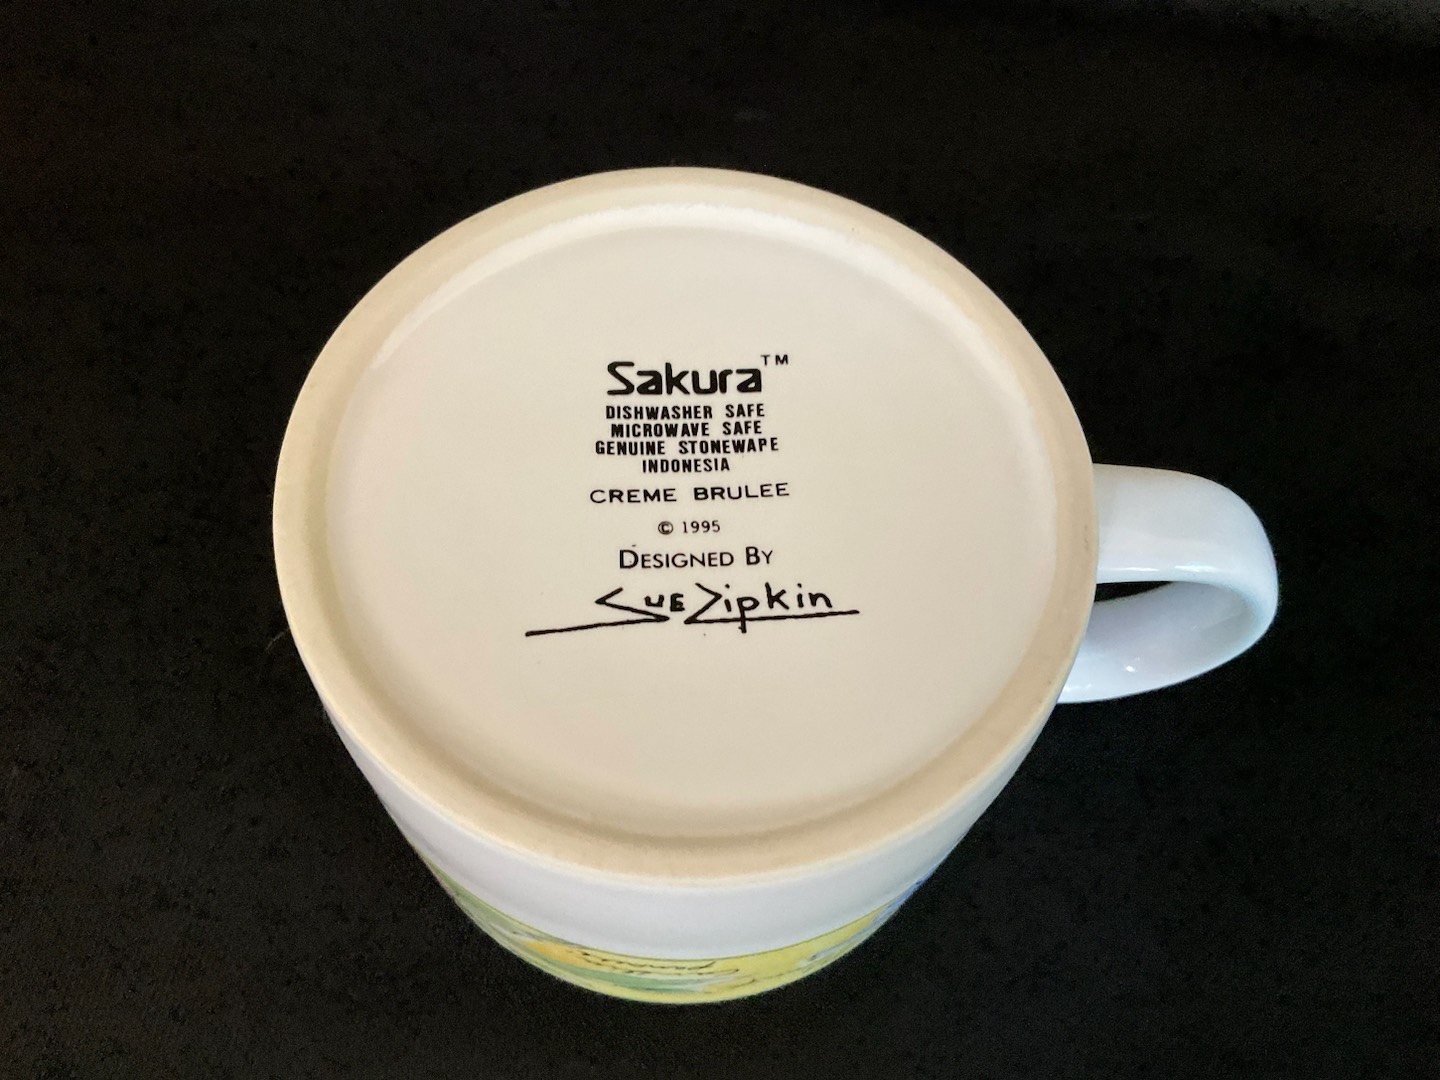 Sakura™
DISHWASHER SAFE
MICROWAVE SAFE
GENUINE STONEWAPE
INDONESIA
CREME BRULEE
© 1995
DESIGNED BY
Sue Zipkin